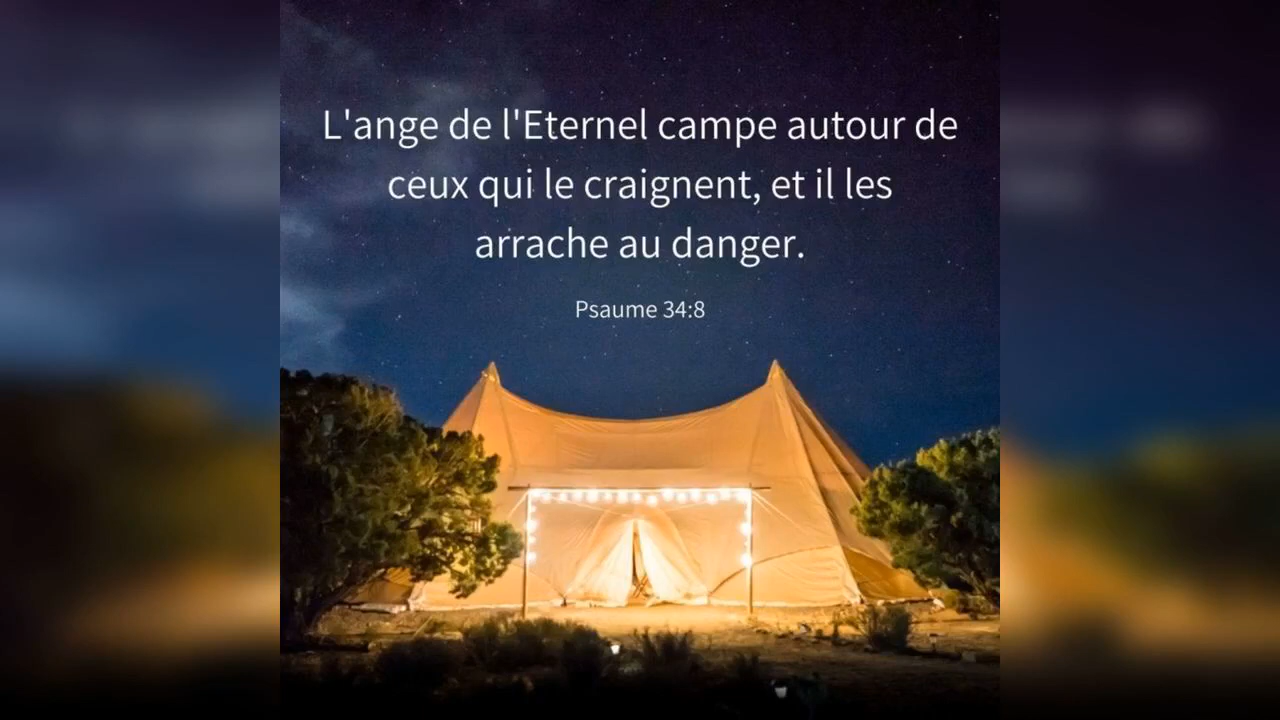 L'ange de l'Eternel campe autour de
ceux qui le craignent, et il les
arrache au danger.
Psaume 34:8